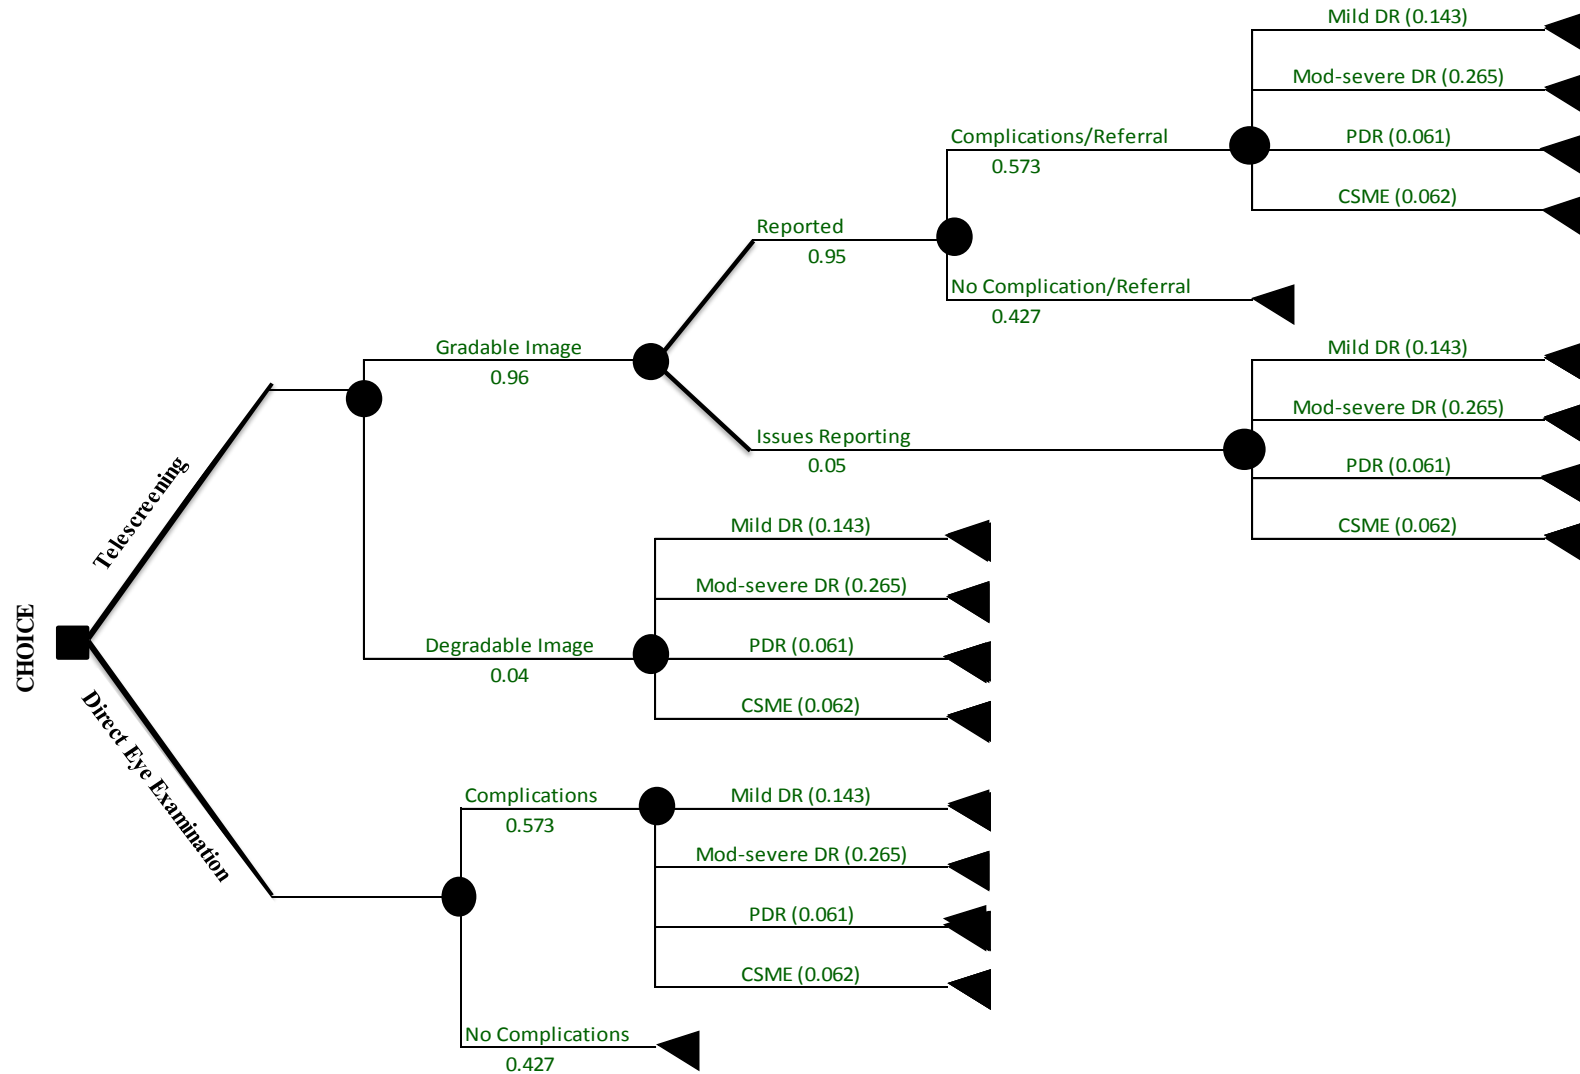 CHOICE
Telescreening
Direct Eye Examination
Gradable Image
0.96
Degradable Image
0.04
Reported
0.95
Issues Reporting
0.05
Complications/Referral
0.573
No Complication/Referral
0.427
Mild DR (0.143)
Mod-severe DR (0.265)
PDR (0.061)
CSME (0.062)
Mild DR (0.143)
Mod-severe DR (0.265)
PDR (0.061)
CSME (0.062)
Mild DR (0.143)
Mod-severe DR (0.265)
PDR (0.061)
CSME (0.062)
Complications
0.573
Mild DR (0.143)
Mod-severe DR (0.265)
PDR (0.061)
CSME (0.062)
No Complications
0.427